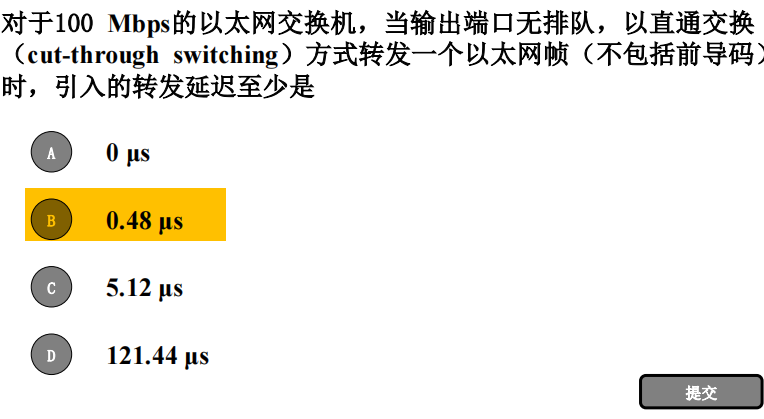 对于100 Mbps的以太网交换机，当输出端口无排队，以直通交换
（cut-through switching）方式转发一个以太网帧（不包括前导码）
时，引入的转发延迟至少是
A 0 μs
B 0.48 μs
C 5.12 μs
D 121.44 μs
提交